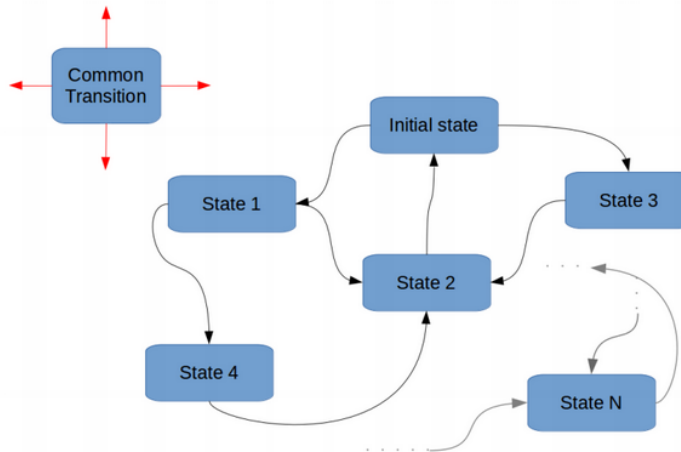 Common
Transition
Initial state
State 1
State 3
State 2
State 4
State N